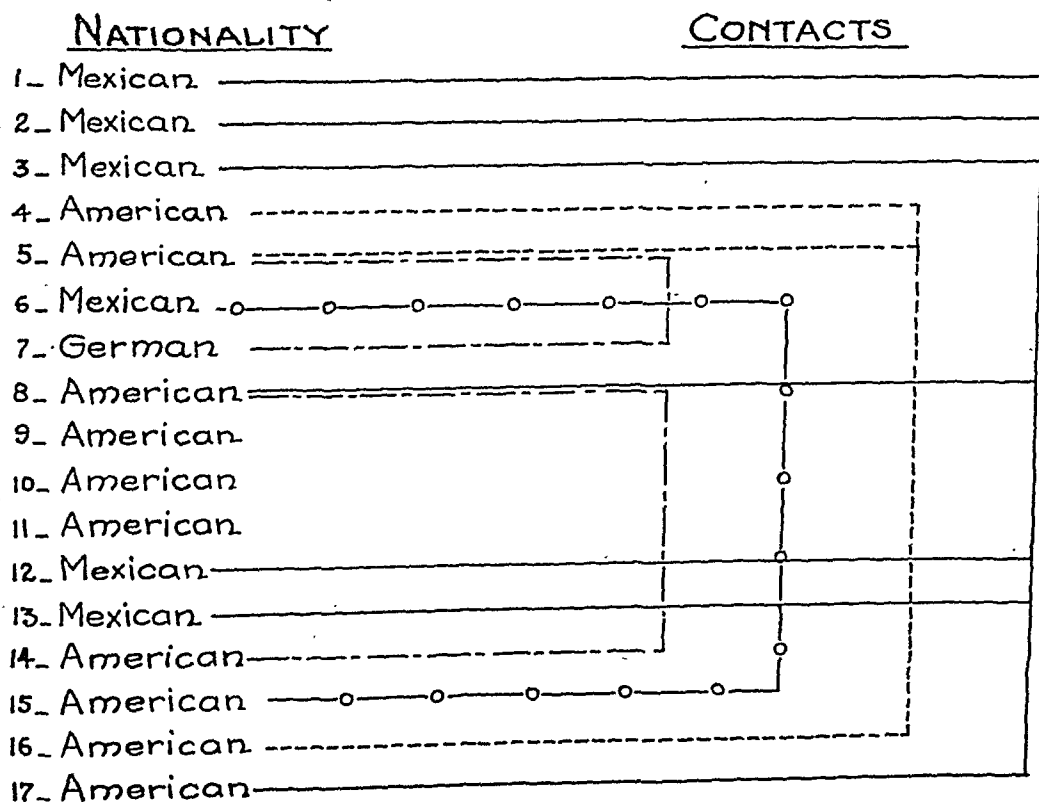 NATIONALITY CONTACTS
1_ Mexican
2_ Mexican
3_ Mexican
4_ American
5_ American
6_ Mexican
7_ German
8_ American
9_ American
10_ American
11_ American
12_ Mexican
13_ Mexican
14_ American
15_ American
16_ American
17_ American